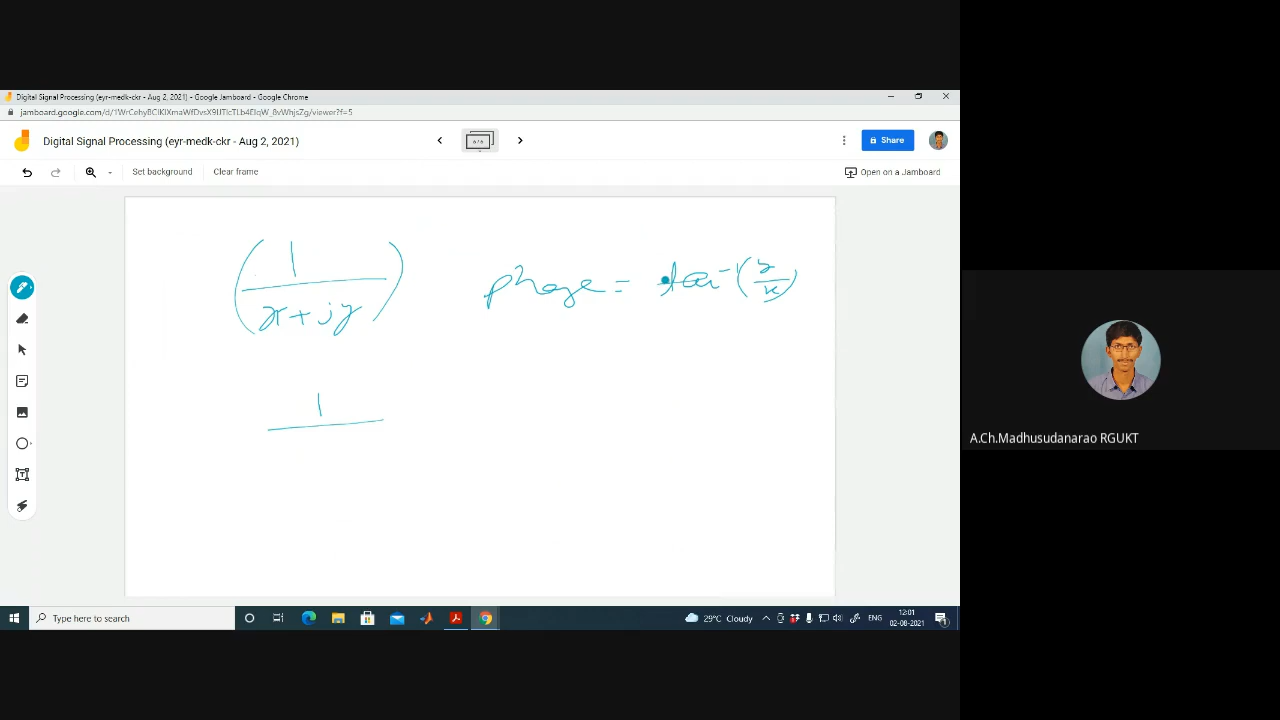 Digital Signal Processing (eyr-medk-ckr - Aug 2, 2021) - Google Jamboard - Google Chrome
Digital Signal Processing (eyr-medk-ckr - Aug 2, 2021)
6 / 6
Share
Set background
Clear frame
Open on a Jamboard
( 1 / x + jy )
phase = tan⁻¹ (y/x)
1
A.Ch.Madhusudanarao RGUKT
Type here to search
29°C Cloudy
ENG
12:01
02-08-2021